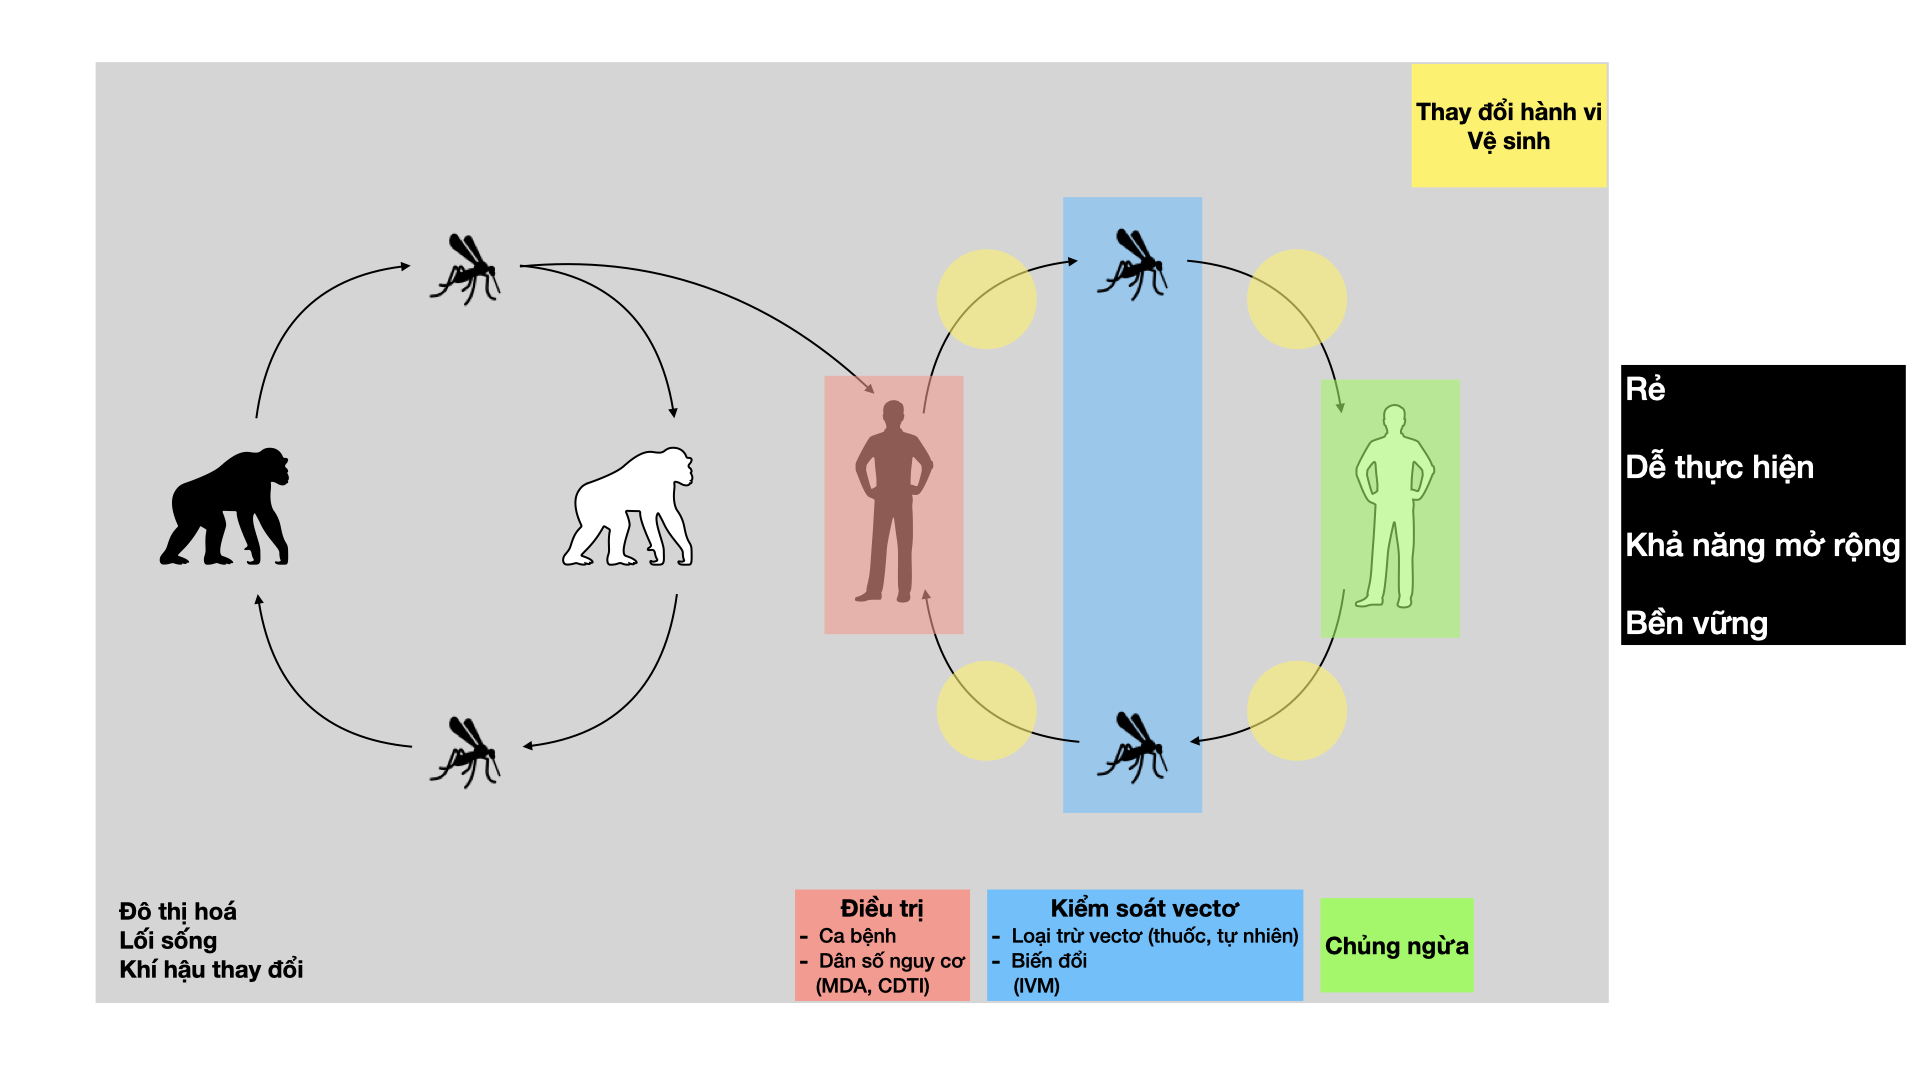 Thay đổi hành vi
Vệ sinh
Rẻ
Dễ thực hiện
Khả năng mở rộng
Bền vững
Đô thị hoá
Lối sống
Khí hậu thay đổi
Điều trị
- Ca bệnh
- Dân số nguy cơ
(MDA, CDTI)
Kiểm soát vectơ
- Loại trừ vectơ (thuốc, tự nhiên)
- Biến đổi
(IVM)
Chủng ngừa